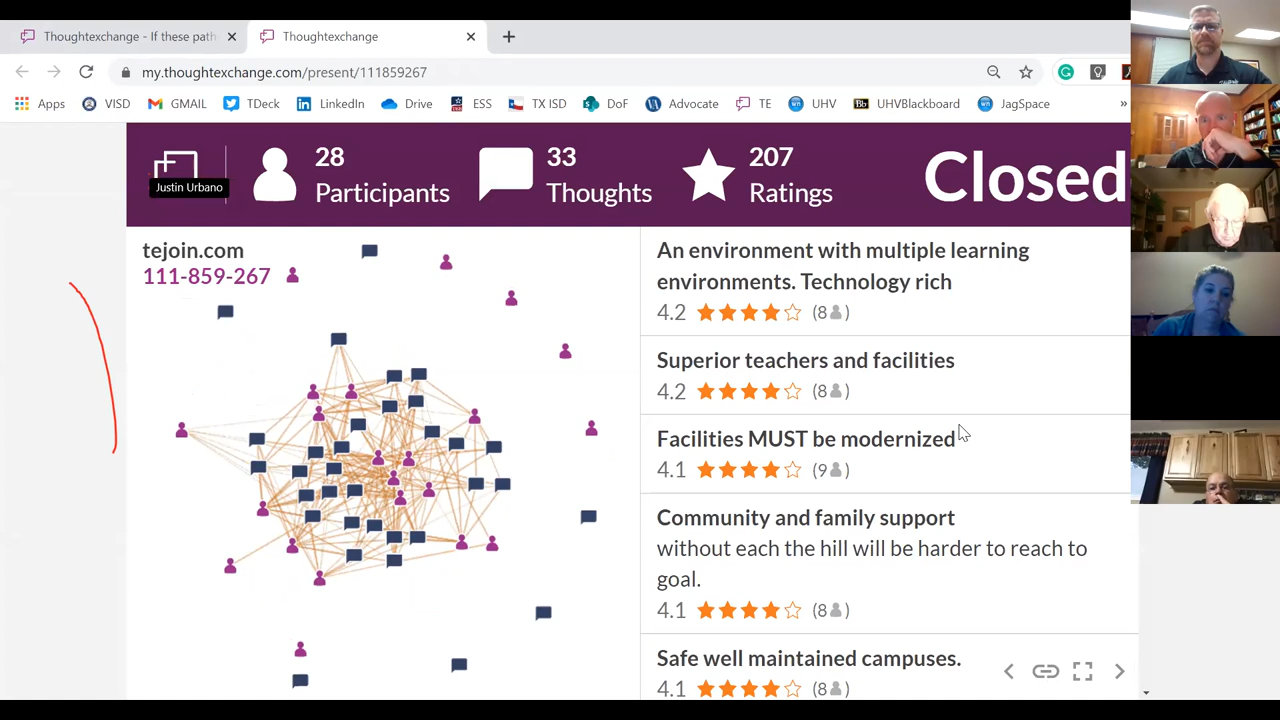 Thoughtexchange - If these path
Thoughtexchange
my.thoughtexchange.com/present/111859267
Apps VISD GMAIL TDeck LinkedIn Drive ESS TX ISD DoF Advocate TE UHV Bb UHVBlackboard JagSpace »
28 Participants
33 Thoughts
207 Ratings
Closed
Justin Urbano
tejoin.com
111-859-267
An environment with multiple learning
environments. Technology rich
4.2 (8)
Superior teachers and facilities
4.2 (8)
Facilities MUST be modernized
4.1 (9)
Community and family support
without each the hill will be harder to reach to
goal.
4.1 (8)
Safe well maintained campuses.
4.1 (8)